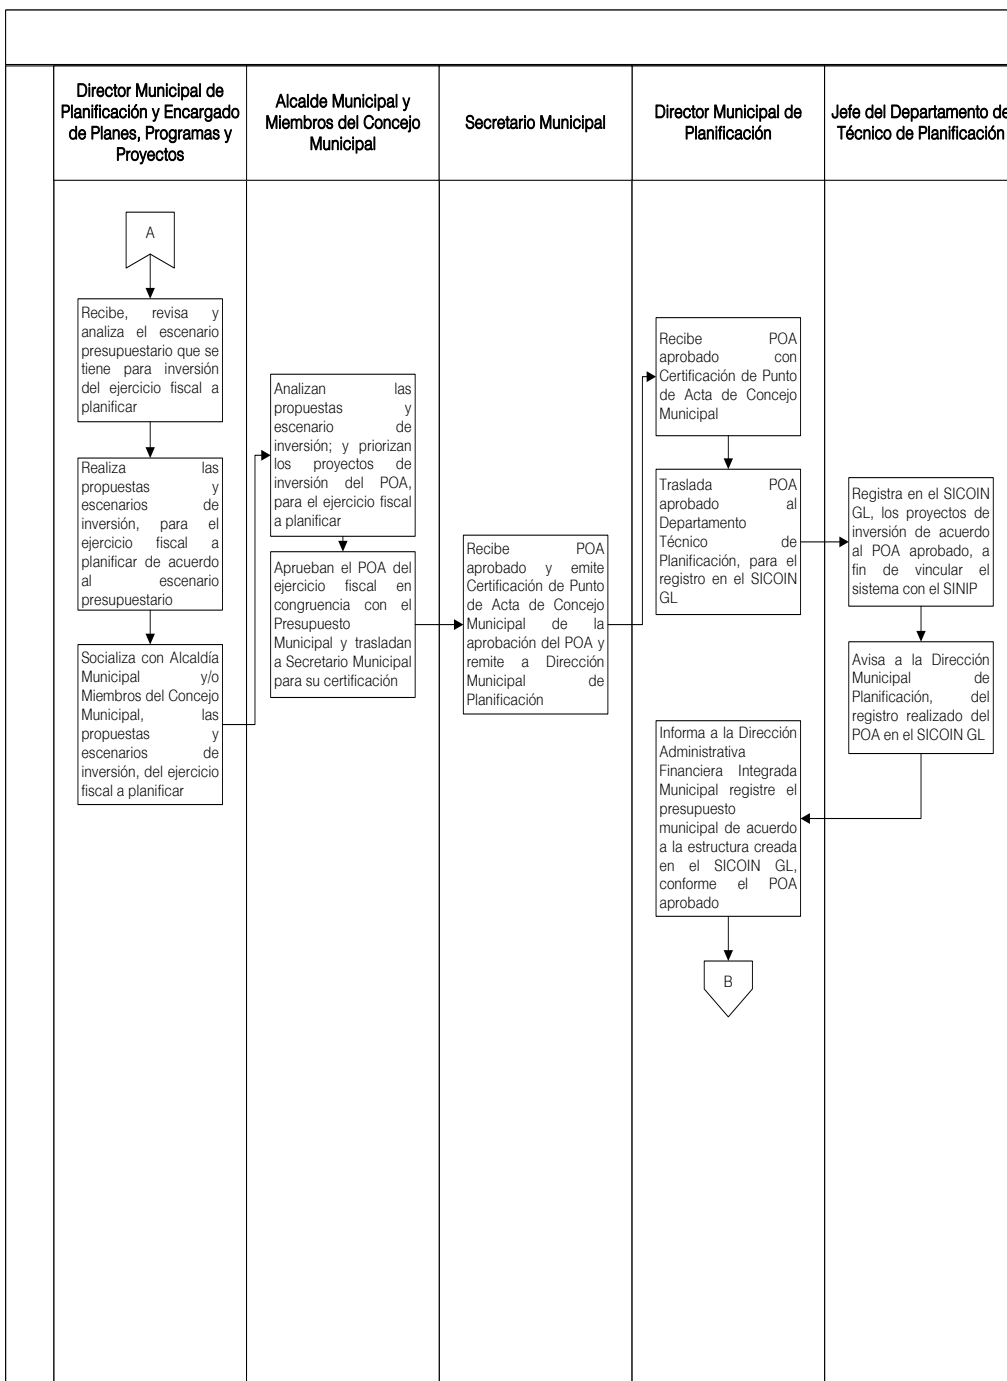 Director Municipal de
Planificación y Encargado
de Planes, Programas y
Proyectos
Alcalde Municipal y
Miembros del Concejo
Municipal
Secretario Municipal
Director Municipal de
Planificación
Jefe del Departamento de
Técnico de Planificación
A
Recibe, revisa y
analiza el escenario
presupuestario que se
tiene para inversión
del ejercicio fiscal a
planificar
Realiza las
propuestas y
escenarios de
inversión, para el
ejercicio fiscal a
planificar de acuerdo
al escenario
presupuestario
Socializa con Alcaldía
Municipal y/o
Miembros del Concejo
Municipal, las
propuestas y
escenarios de
inversión, del ejercicio
fiscal a planificar
Analizan las
propuestas y
escenario de
inversión; y priorizan
los proyectos de
inversión del POA,
para el ejercicio fiscal
a planificar
Aprueban el POA del
ejercicio fiscal en
congruencia con el
Presupuesto
Municipal y trasladan
a Secretario Municipal
para su certificación
Recibe POA
aprobado y emite
Certificación de Punto
de Acta de Concejo
Municipal de la
aprobación del POA y
remite a Dirección
Municipal de
Planificación
Recibe POA
aprobado con
Certificación de Punto
de Acta de Concejo
Municipal
Traslada POA
aprobado al
Departamento
Técnico de
Planificación, para el
registro en el SICOIN
GL
Registra en el SICOIN
GL, los proyectos de
inversión de acuerdo
al POA aprobado, a
fin de vincular el
sistema con el SINIP
Avisa a la Dirección
Municipal de
Planificación, del
registro realizado del
POA en el SICOIN GL
Informa a la Dirección
Administrativa
Financiera Integrada
Municipal registre el
presupuesto
municipal de acuerdo
a la estructura creada
en el SICOIN GL,
conforme el POA
aprobado
B